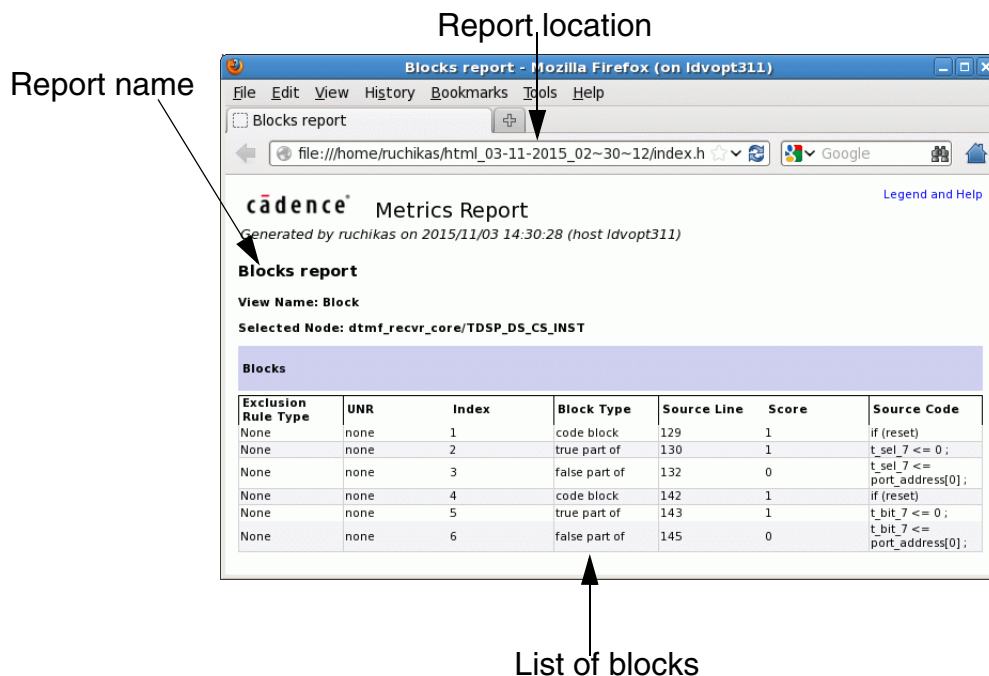 Report location
Report name
Blocks report - Mozilla Firefox (on ldvopt311)
File Edit View History Bookmarks Tools Help
Blocks report
file:///home/ruchikas/html_03-11-2015_02~30~12/index.h
Google
Legend and Help
cādence® Metrics Report
Generated by ruchikas on 2015/11/03 14:30:28 (host ldvopt311)
Blocks report
View Name: Block
Selected Node: dtmf_recvr_core/TDSP_DS_CS_INST
Blocks
Exclusion Rule Type UNR Index Block Type Source Line Score Source Code
None none 1 code block 129 1 if (reset)
None none 2 true part of 130 1 t_sel_7 <= 0 ;
None none 3 false part of 132 0 t_sel_7 <= port_address[0] ;
None none 4 code block 142 1 if (reset)
None none 5 true part of 143 1 t_bit_7 <= 0 ;
None none 6 false part of 145 0 t_bit_7 <= port_address[0] ;
List of blocks